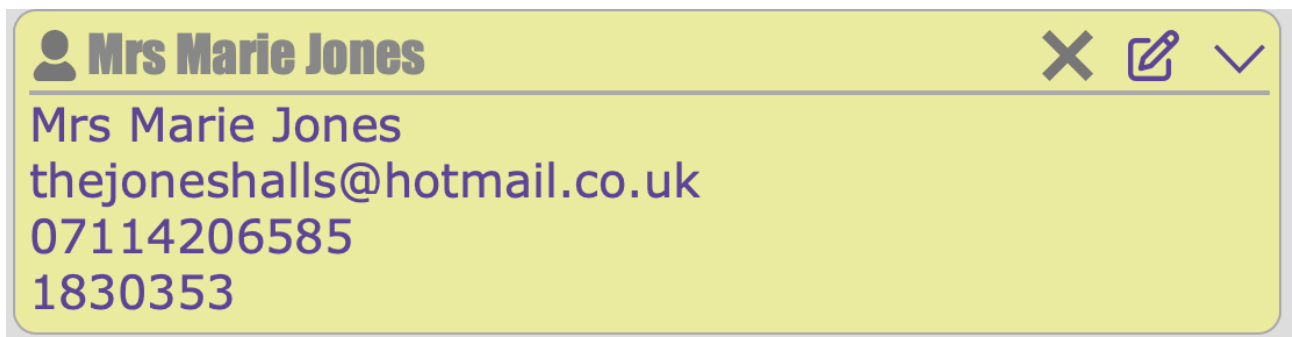 Mrs Marie Jones
Mrs Marie Jones
thejoneshalls@hotmail.co.uk
07114206585
1830353